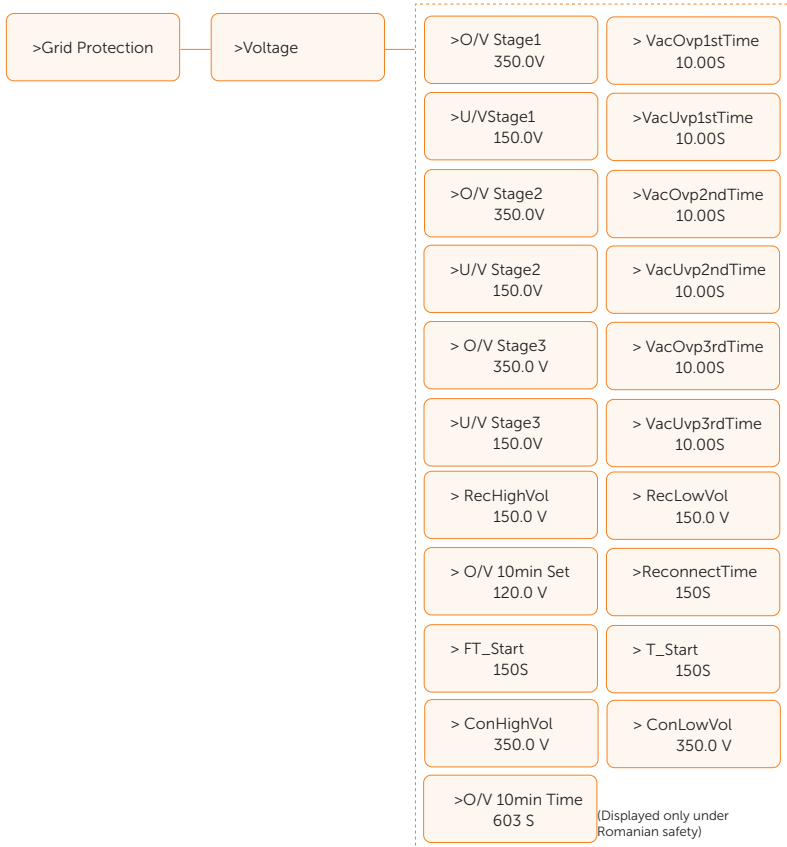 >Grid Protection
>Voltage
>O/V Stage1
350.0V
> VacOvp1stTime
10.00S
>U/VStage1
150.0V
>VacUvp1stTime
10.00S
>O/V Stage2
350.0V
>VacOvp2ndTime
10.00S
>U/V Stage2
150.0V
> VacUvp2ndTime
10.00S
> O/V Stage3
350.0 V
> VacOvp3rdTime
10.00S
>U/V Stage3
150.0V
> VacUvp3rdTime
10.00S
> RecHighVol
150.0 V
> RecLowVol
150.0 V
> O/V 10min Set
120.0 V
>ReconnectTime
150S
> FT_Start
150S
> T_Start
150S
> ConHighVol
350.0 V
> ConLowVol
350.0 V
>O/V 10min Time
603 S
(Displayed only under
Romanian safety)